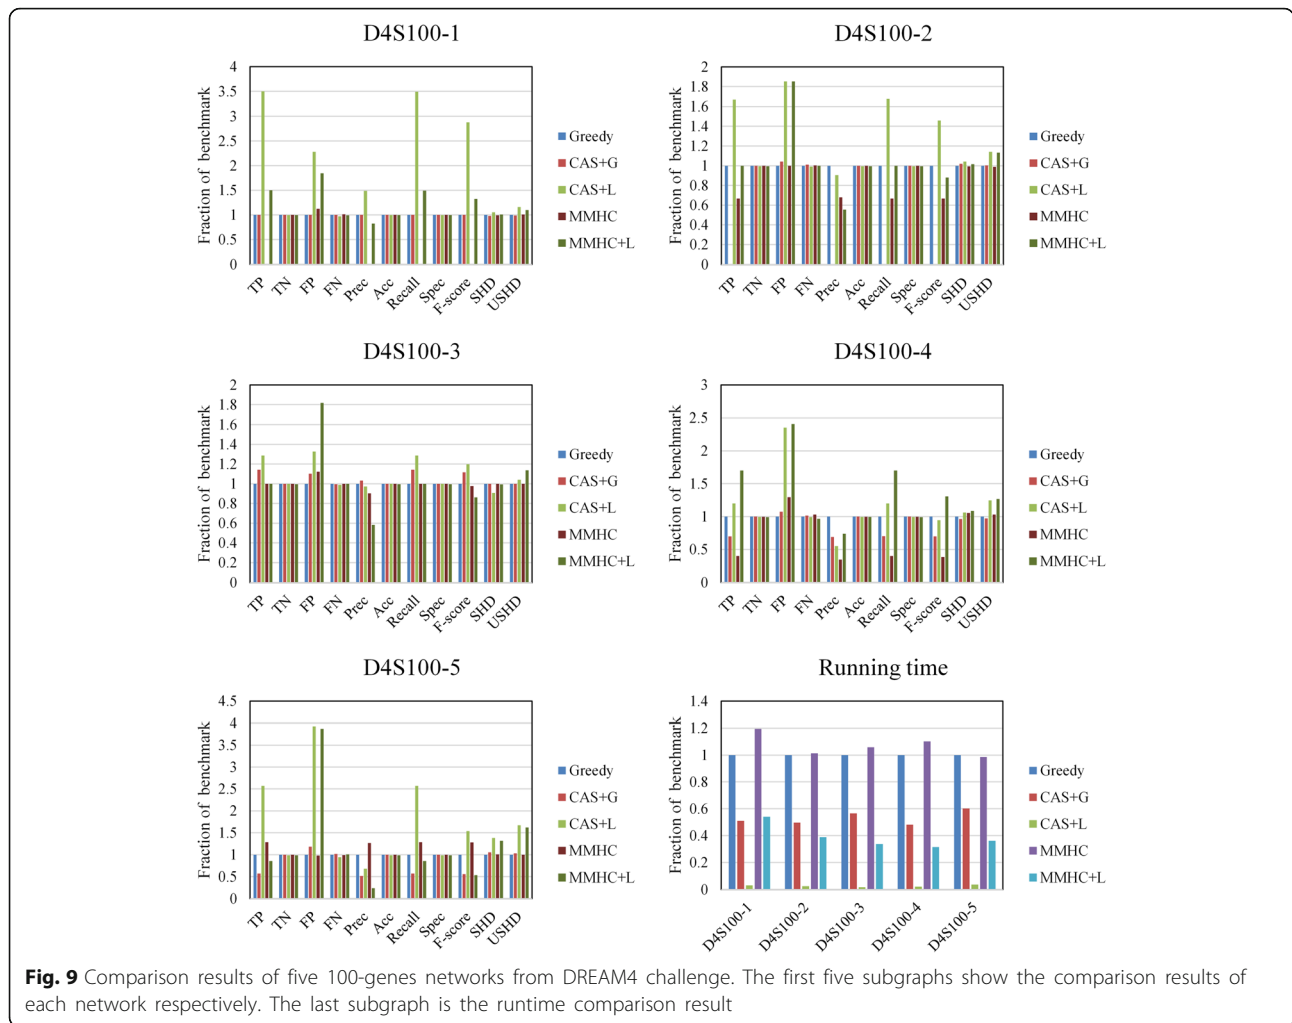 D4S100-1
Fraction of benchmark
4
3.5
3
2.5
2
1.5
1
0.5
0
TP TN FP FN Prec Acc Recall Spec F-score SHD USHD
Greedy
CAS+G
CAS+L
MMHC
MMHC+L
D4S100-2
Fraction of benchmark
2
1.8
1.6
1.4
1.2
1
0.8
0.6
0.4
0.2
0
TP TN FP FN Prec Acc Recall Spec F-score SHD USHD
Greedy
CAS+G
CAS+L
MMHC
MMHC+L
D4S100-3
Fraction of benchmark
2
1.8
1.6
1.4
1.2
1
0.8
0.6
0.4
0.2
0
TP TN FP FN Prec Acc Recall Spec F-score SHD USHD
Greedy
CAS+G
CAS+L
MMHC
MMHC+L
D4S100-4
Fraction of benchmark
3
2.5
2
1.5
1
0.5
0
TP TN FP FN Prec Acc Recall Spec F-score SHD USHD
Greedy
CAS+G
CAS+L
MMHC
MMHC+L
D4S100-5
Fraction of benchmark
4.5
4
3.5
3
2.5
2
1.5
1
0.5
0
TP TN FP FN Prec Acc Recall Spec F-score SHD USHD
Greedy
CAS+G
CAS+L
MMHC
MMHC+L
Running time
Fraction of benchmark
1.4
1.2
1
0.8
0.6
0.4
0.2
0
D4S100-1 D4S100-2 D4S100-3 D4S100-4 D4S100-5
Greedy
CAS+G
CAS+L
MMHC
MMHC+L
Fig. 9 Comparison results of five 100-genes networks from DREAM4 challenge. The first five subgraphs show the comparison results of
each network respectively. The last subgraph is the runtime comparison result